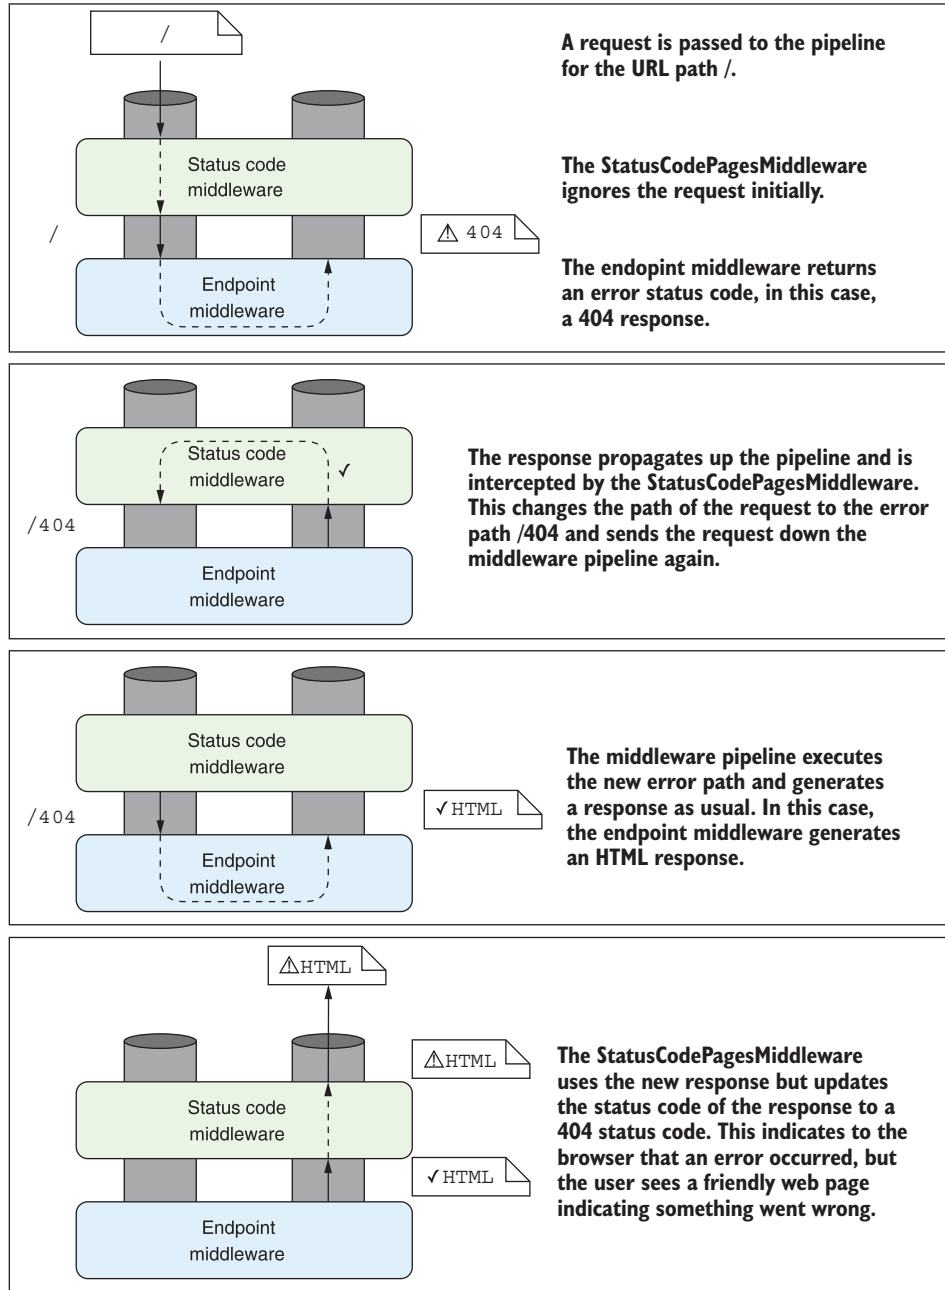 /
A request is passed to the pipeline
for the URL path /.
Status code
middleware
The StatusCodePagesMiddleware
ignores the request initially.
/
⚠ 404
Endpoint
middleware
The endopint middleware returns
an error status code, in this case,
a 404 response.
Status code
middleware
✓
/404
Endpoint
middleware
The response propagates up the pipeline and is
intercepted by the StatusCodePagesMiddleware.
This changes the path of the request to the error
path /404 and sends the request down the
middleware pipeline again.
Status code
middleware
/404
✓HTML
Endpoint
middleware
The middleware pipeline executes
the new error path and generates
a response as usual. In this case,
the endpoint middleware generates
an HTML response.
⚠HTML
⚠HTML
Status code
middleware
✓HTML
Endpoint
middleware
The StatusCodePagesMiddleware
uses the new response but updates
the status code of the response to a
404 status code. This indicates to the
browser that an error occurred, but
the user sees a friendly web page
indicating something went wrong.